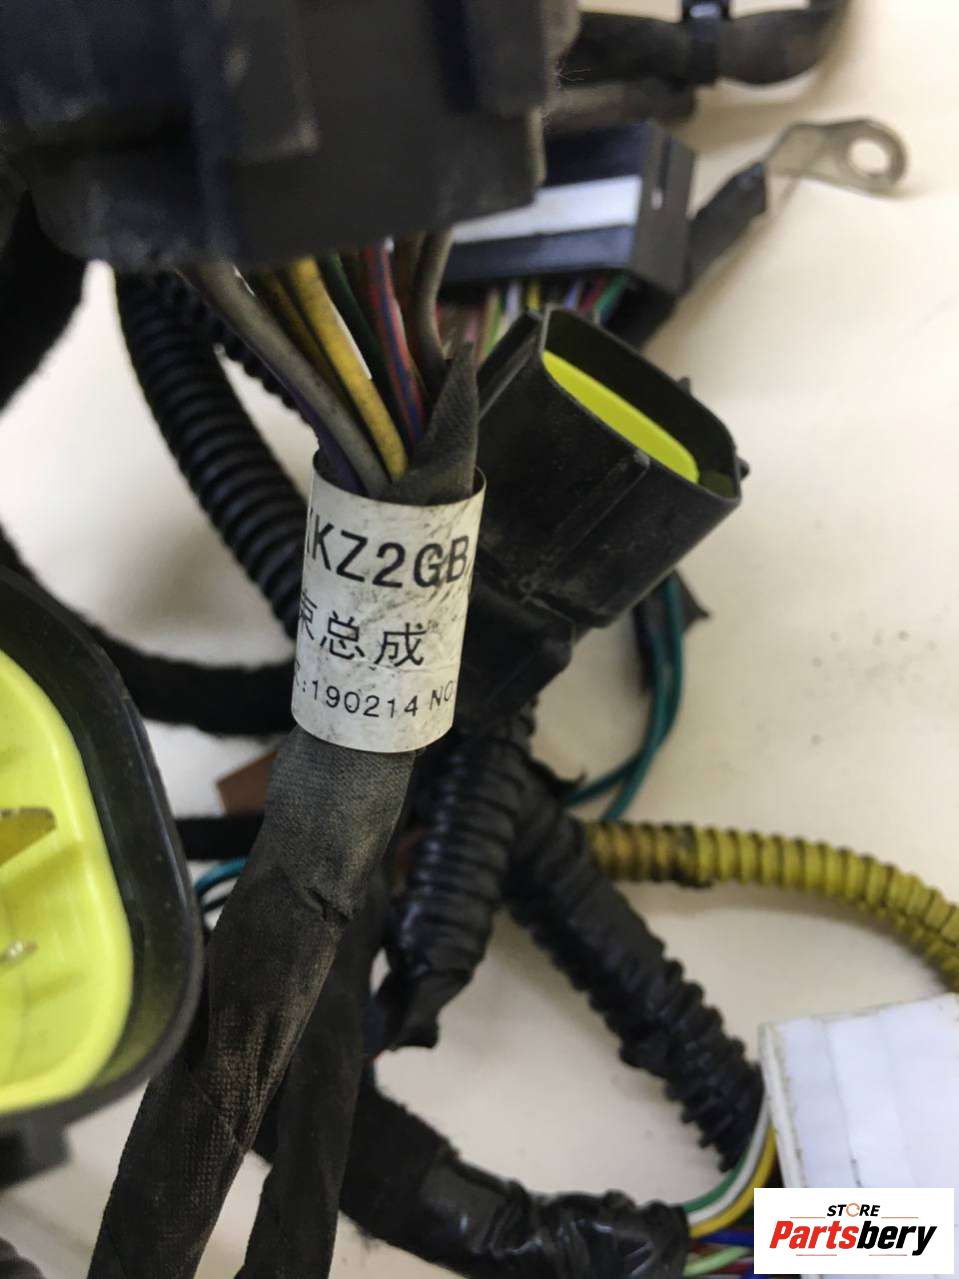 KZ2GB
束总成
:190214 NO
STORE
Partsbery